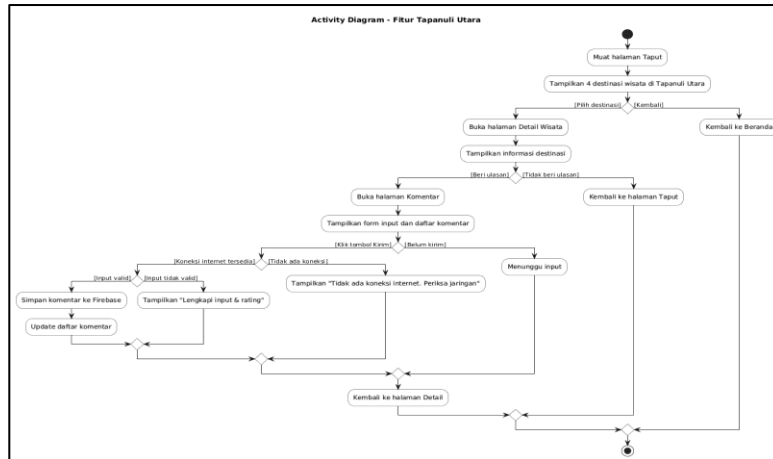 Activity Diagram - Fitur Tapanuli Utara
Muat halaman Taput
Tampilkan 4 destinasi wisata di Tapanuli Utara
[Pilih destinasi] [Kembali]
Buka halaman Detail Wisata
Kembali ke Beranda
Tampilkan informasi destinasi
[Beri ulasan] [Tidak beri ulasan]
Buka halaman Komentar
Kembali ke halaman Taput
Tampilkan form input dan daftar komentar
[Klik tombol Kirim] [Belum kirim]
[Koneksi internet tersedia] [Tidak ada koneksi]
Menunggu input
[Input valid] [Input tidak valid]
Tampilkan "Tidak ada koneksi internet. Periksa jaringan"
Simpan komentar ke Firebase
Tampilkan "Lengkapi input & rating"
Update daftar komentar
Kembali ke halaman Detail